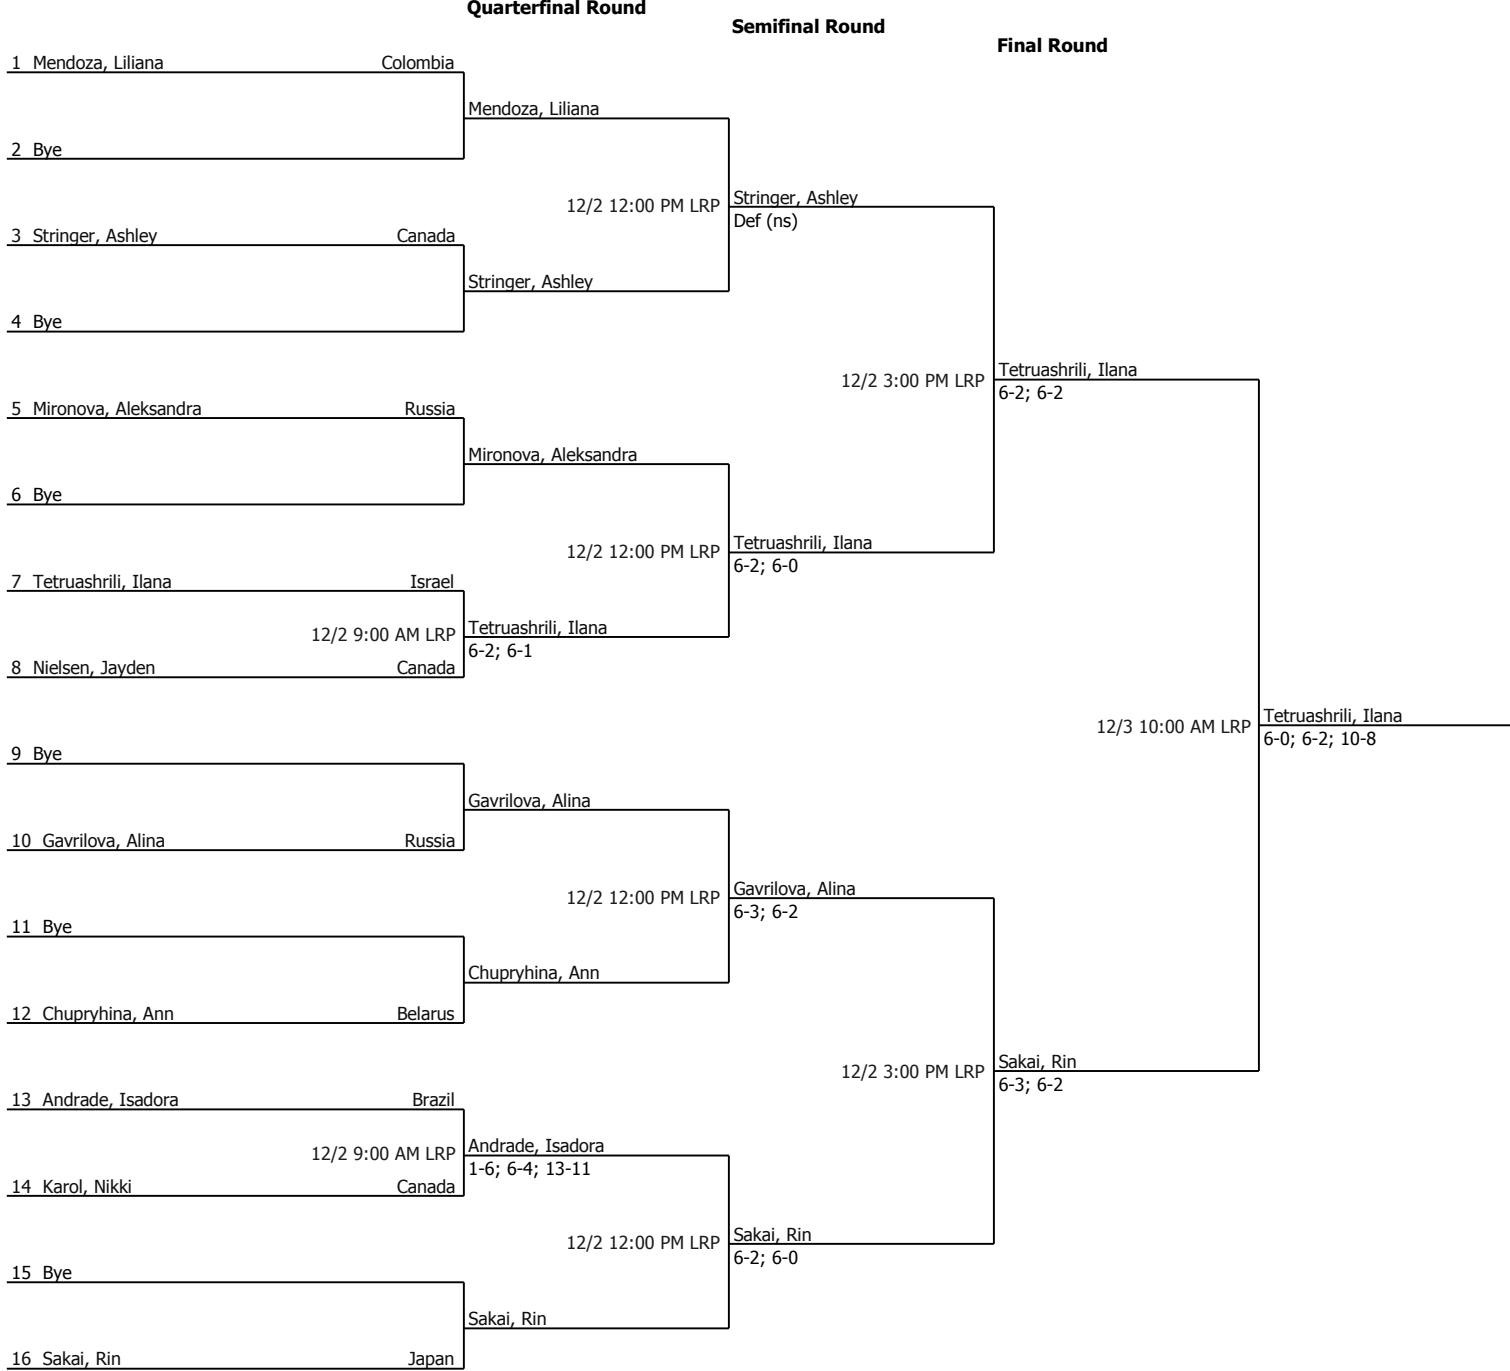 Quarterfinal Round
Semifinal Round
Final Round
1 Mendoza, Liliana Colombia
Mendoza, Liliana
2 Bye
12/2 12:00 PM LRP Stringer, Ashley
Def (ns)
3 Stringer, Ashley Canada
Stringer, Ashley
4 Bye
12/2 3:00 PM LRP Tetruashrili, Ilana
6-2; 6-2
5 Mironova, Aleksandra Russia
Mironova, Aleksandra
6 Bye
12/2 12:00 PM LRP Tetruashrili, Ilana
6-2; 6-0
7 Tetruashrili, Ilana Israel
12/2 9:00 AM LRP Tetruashrili, Ilana
6-2; 6-1
8 Nielsen, Jayden Canada
12/3 10:00 AM LRP Tetruashrili, Ilana
6-0; 6-2; 10-8
9 Bye
Gavrilova, Alina
10 Gavrilova, Alina Russia
12/2 12:00 PM LRP Gavrilova, Alina
6-3; 6-2
11 Bye
Chupryhina, Ann
12 Chupryhina, Ann Belarus
12/2 3:00 PM LRP Sakai, Rin
6-3; 6-2
13 Andrade, Isadora Brazil
12/2 9:00 AM LRP Andrade, Isadora
1-6; 6-4; 13-11
14 Karol, Nikki Canada
12/2 12:00 PM LRP Sakai, Rin
6-2; 6-0
15 Bye
Sakai, Rin
16 Sakai, Rin Japan